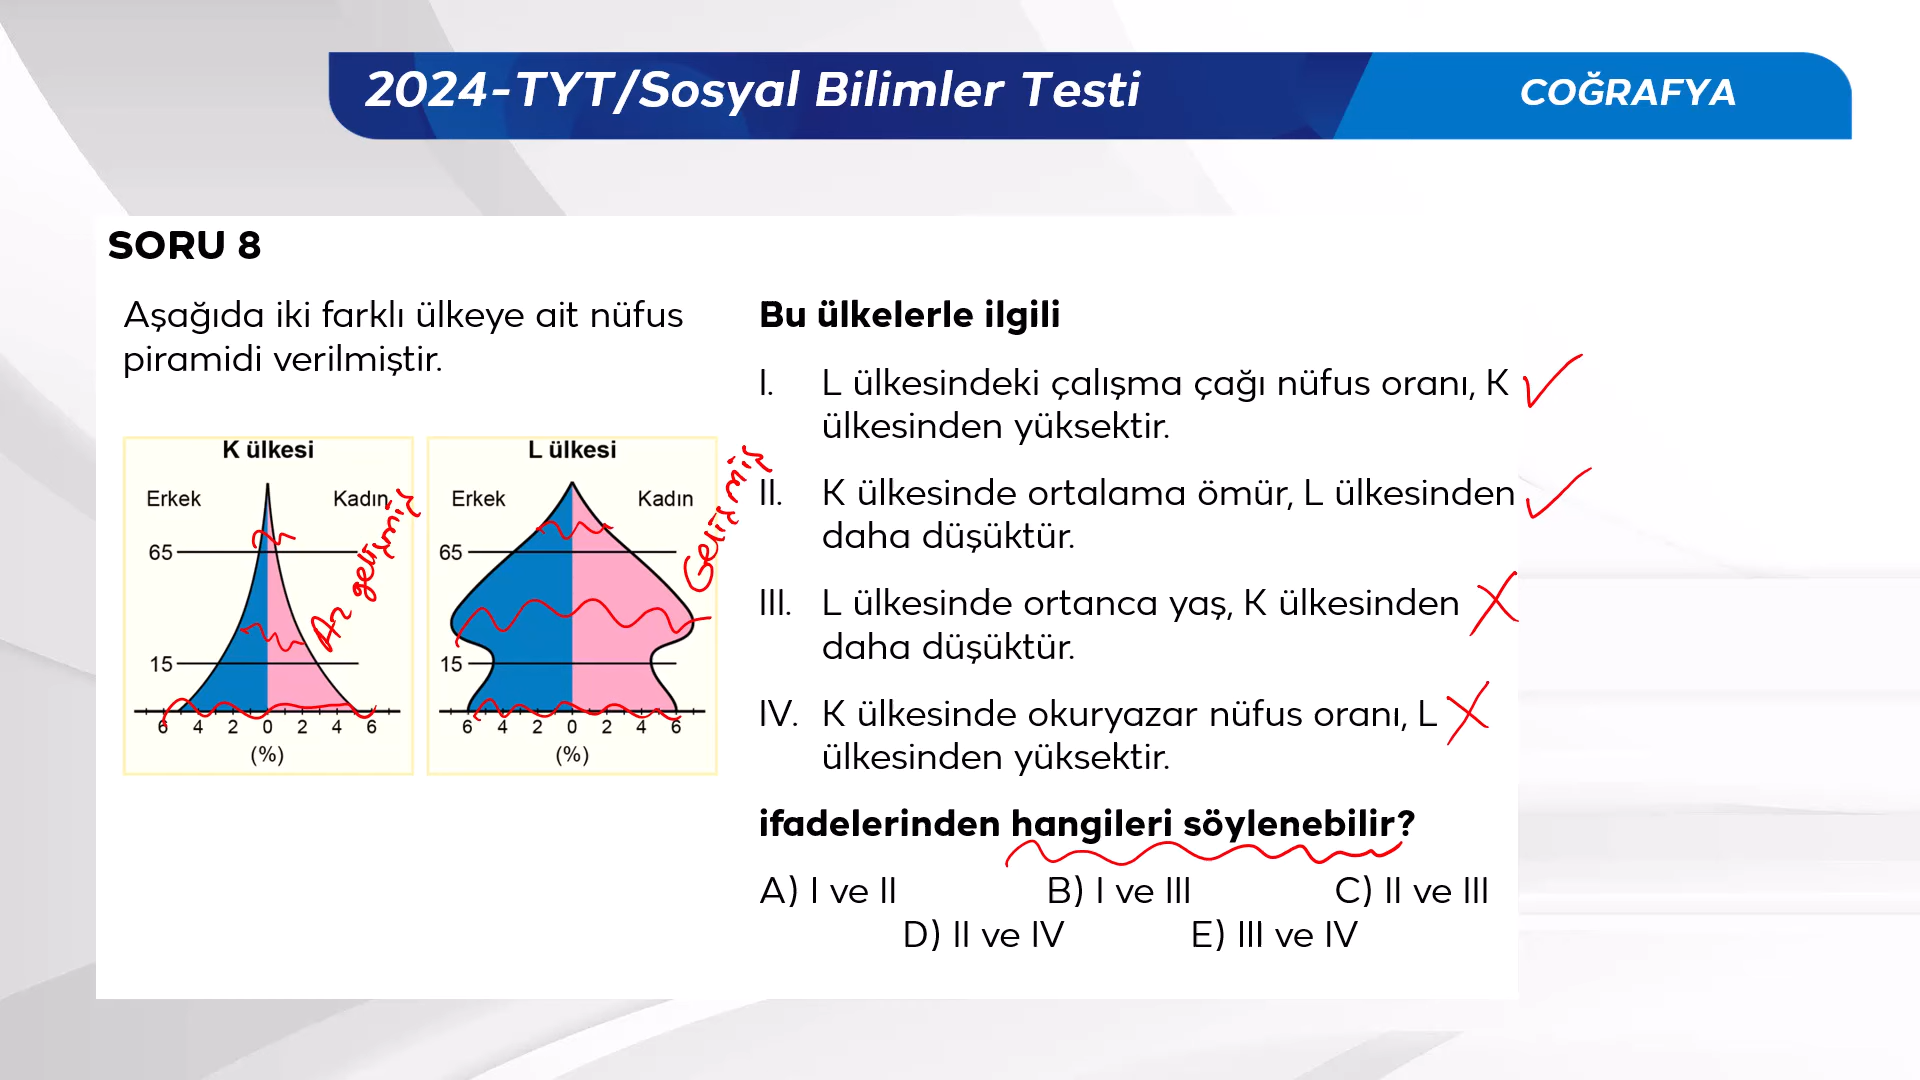 2024-TYT/Sosyal Bilimler Testi
COĞRAFYA
SORU 8
Aşağıda iki farklı ülkeye ait nüfus
piramidi verilmiştir.
K ülkesi
Erkek Kadın
65
15
6 4 2 0 2 4 6
(%)
Az gelişmiş
L ülkesi
Erkek Kadın
65
15
6 4 2 0 2 4 6
(%)
Gelişmiş
Bu ülkelerle ilgili
I. L ülkesindeki çalışma çağı nüfus oranı, K
ülkesinden yüksektir.
II. K ülkesinde ortalama ömür, L ülkesinden
daha düşüktür.
III. L ülkesinde ortanca yaş, K ülkesinden
daha düşüktür.
IV. K ülkesinde okuryazar nüfus oranı, L
ülkesinden yüksektir.
ifadelerinden hangileri söylenebilir?
A) I ve II B) I ve III C) II ve III
D) II ve IV E) III ve IV